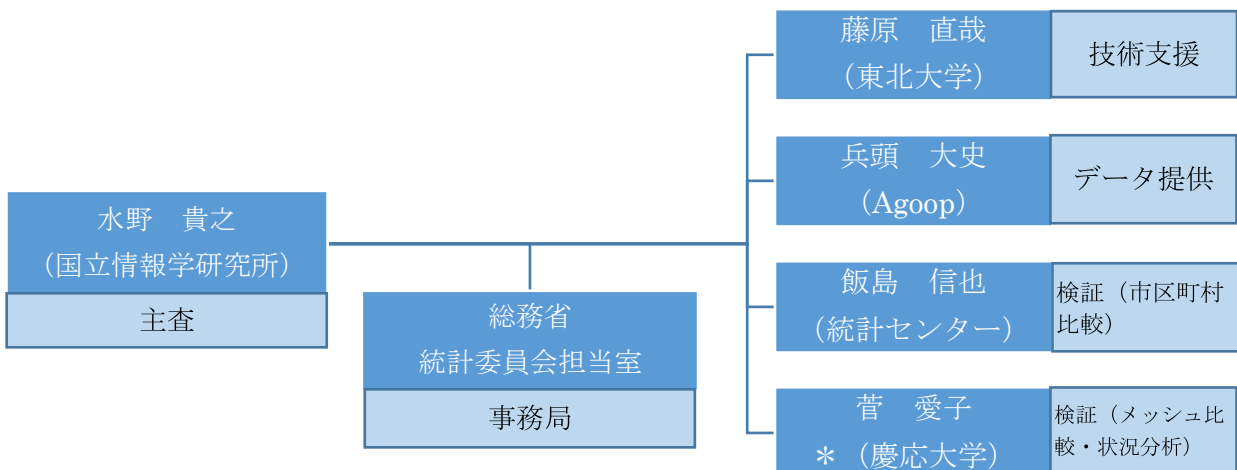 水野　貴之
（国立情報学研究所）
主査
総務省
統計委員会担当室
事務局
藤原　直哉
（東北大学）
技術支援
兵頭　大史
（Agoop）
データ提供
飯島　信也
（統計センター）
検証（市区町村
比較）
菅　愛子
＊（慶応大学）
検証（メッシュ比
較・状況分析）